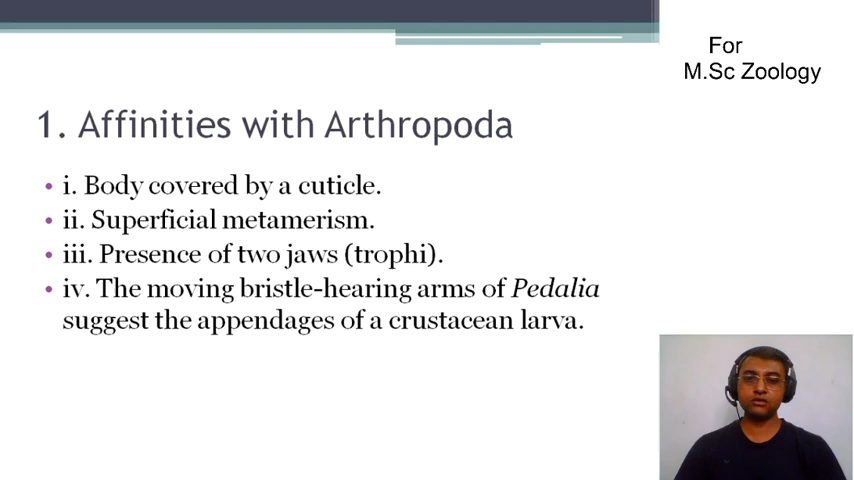 For
M.Sc Zoology
1. Affinities with Arthropoda
• i. Body covered by a cuticle.
• ii. Superficial metamerism.
• iii. Presence of two jaws (trophi).
• iv. The moving bristle-hearing arms of Pedalia
suggest the appendages of a crustacean larva.